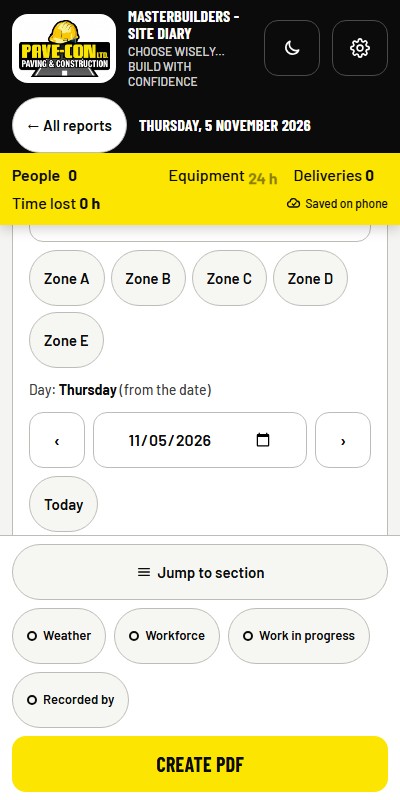 PAVE-CON LTD.
PAVING & CONSTRUCTION
MASTERBUILDERS -
SITE DIARY
CHOOSE WISELY...
BUILD WITH
CONFIDENCE
← All reports
THURSDAY, 5 NOVEMBER 2026
People 0
Equipment 24 h
Deliveries 0
Time lost 0 h
Saved on phone
Zone A
Zone B
Zone C
Zone D
Zone E
Day: Thursday (from the date)
‹
11/05/2026
›
Today
Jump to section
Weather
Workforce
Work in progress
Recorded by
CREATE PDF